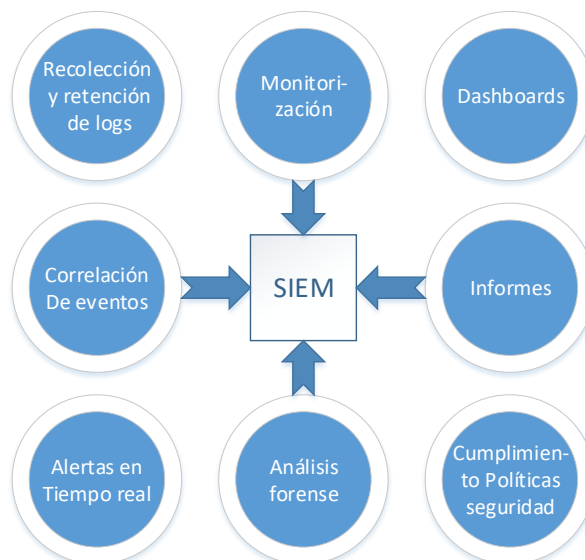 Recolección
y retención
de logs
Monitori-
zación
Dashboards
Correlación
De eventos
SIEM
Informes
Alertas en
Tiempo real
Análisis
forense
Cumplimien-
to Políticas
seguridad